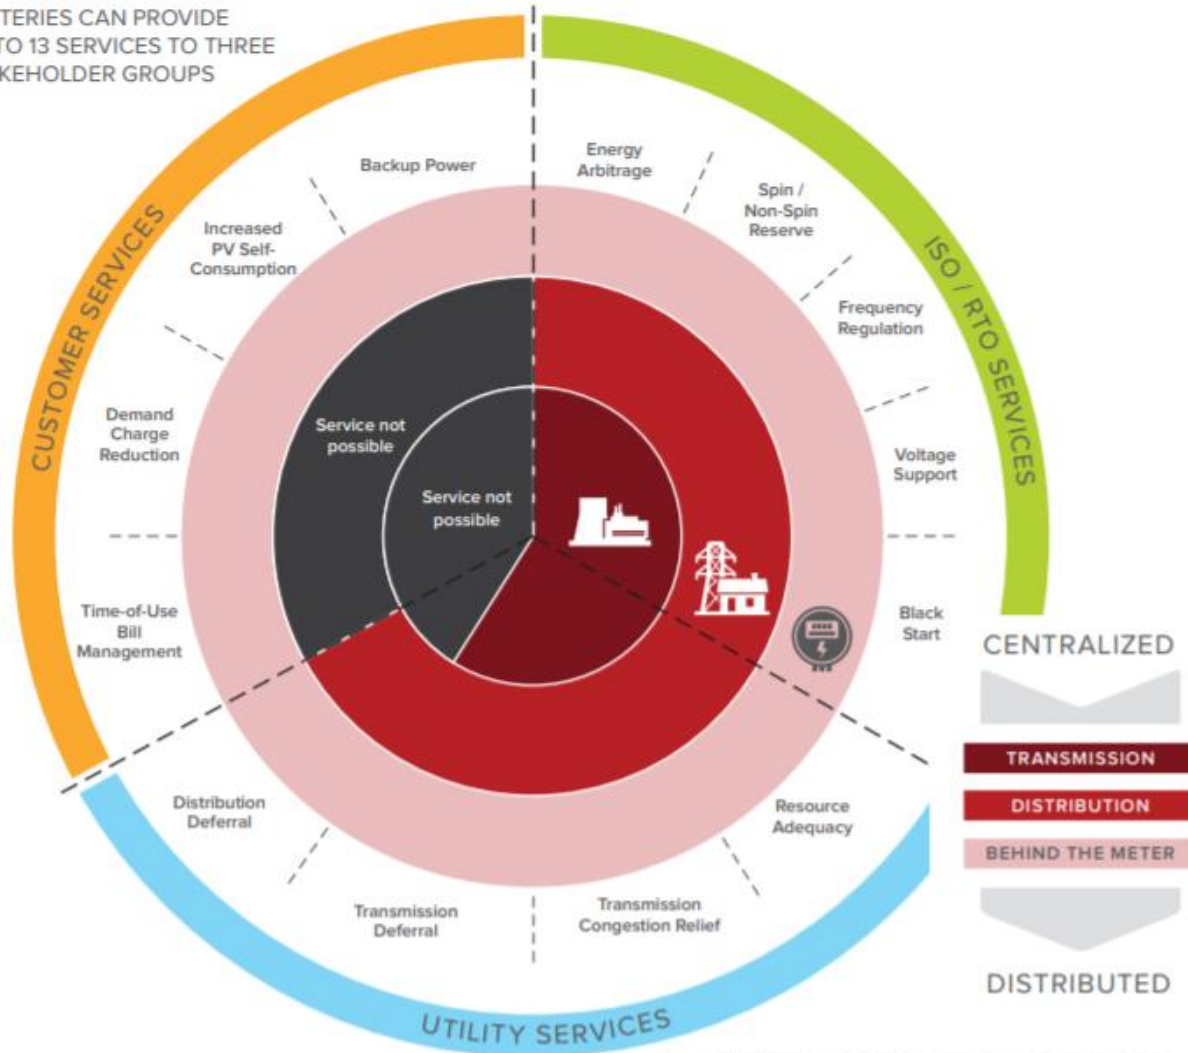 TERIES CAN PROVIDE
TO 13 SERVICES TO THREE
KEHOLDER GROUPS
CUSTOMER SERVICES
ISO / RTO SERVICES
UTILITY SERVICES
Backup Power
Energy
Arbitrage
Spin /
Non-Spin
Reserve
Increased
PV Self-
Consumption
Frequency
Regulation
Demand
Charge
Reduction
Service not
possible
Voltage
Support
Service not
possible
Time-of-Use
Bill
Management
Black
Start
Distribution
Deferral
Resource
Adequacy
Transmission
Deferral
Transmission
Congestion Relief
CENTRALIZED
TRANSMISSION
DISTRIBUTION
BEHIND THE METER
DISTRIBUTED